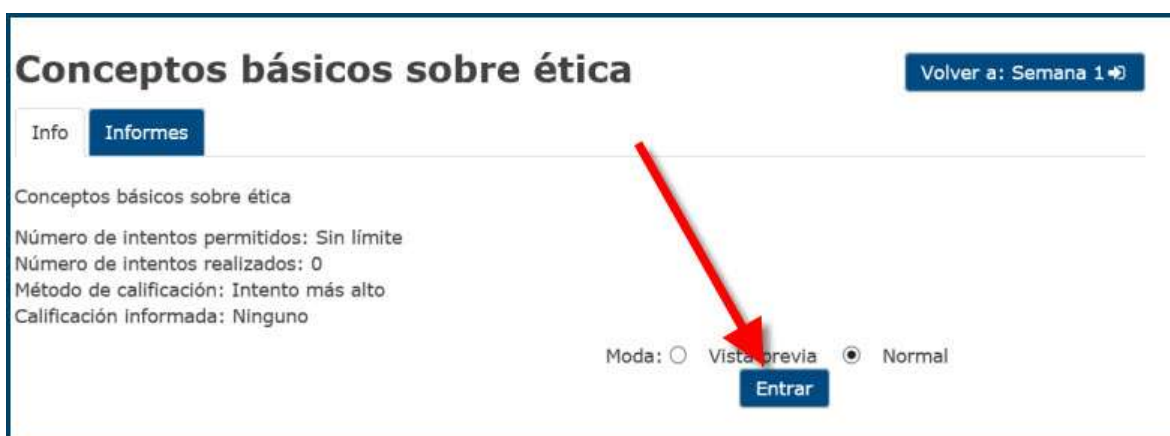 Conceptos básicos sobre ética
Volver a: Semana 1
Info
Informes
Conceptos básicos sobre ética
Número de intentos permitidos: Sin límite
Número de intentos realizados: 0
Método de calificación: Intento más alto
Calificación informada: Ninguno
Moda: Vista previa Normal
Entrar